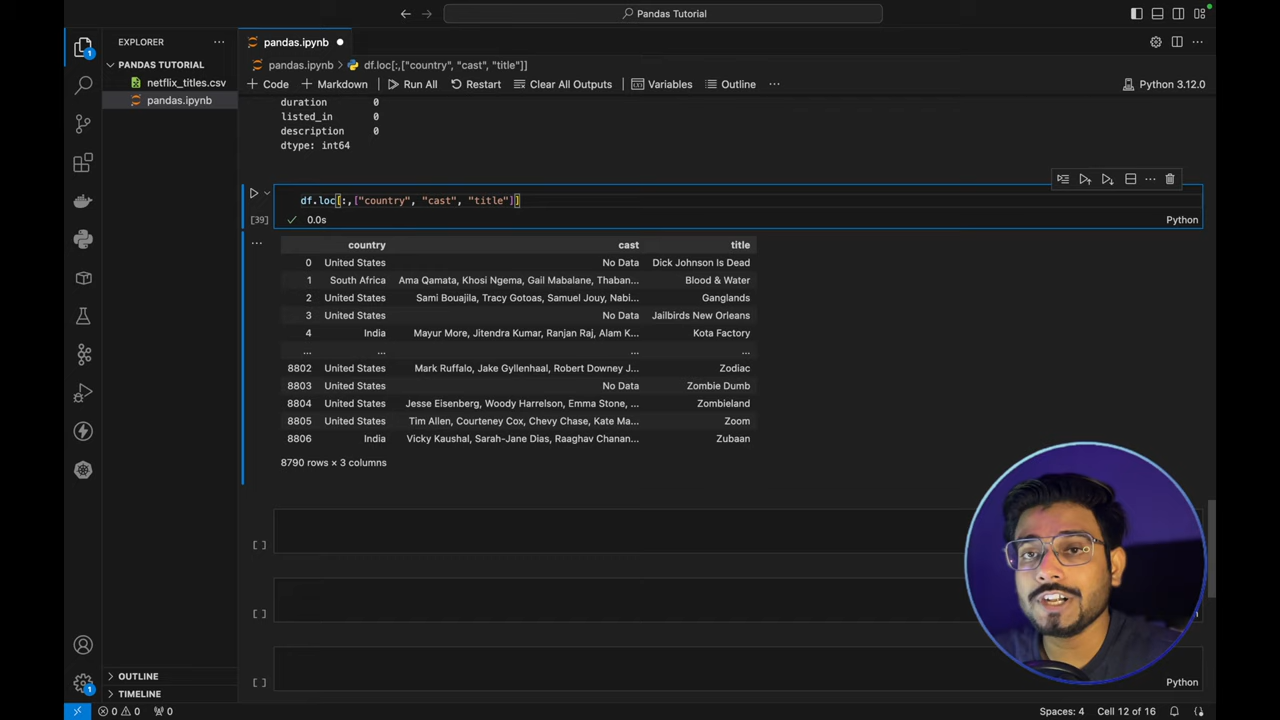 Pandas Tutorial
EXPLORER
pandas.ipynb
PANDAS TUTORIAL
pandas.ipynb > df.loc[:,["country", "cast", "title"]]
netflix_titles.csv
Code Markdown Run All Restart Clear All Outputs Variables Outline Python 3.12.0
pandas.ipynb
duration 0
listed_in 0
description 0
dtype: int64
df.loc[:,["country", "cast", "title"]]
[39] 0.0s Python
country cast title
0 United States No Data Dick Johnson Is Dead
1 South Africa Ama Qamata, Khosi Ngema, Gail Mabalane, Thaban... Blood & Water
2 United States Sami Bouajila, Tracy Gotoas, Samuel Jouy, Nabi... Ganglands
3 United States No Data Jailbirds New Orleans
4 India Mayur More, Jitendra Kumar, Ranjan Raj, Alam K... Kota Factory
... ... ... ...
8802 United States Mark Ruffalo, Jake Gyllenhaal, Robert Downey J... Zodiac
8803 United States No Data Zombie Dumb
8804 United States Jesse Eisenberg, Woody Harrelson, Emma Stone, ... Zombieland
8805 United States Tim Allen, Courteney Cox, Chevy Chase, Kate Ma... Zoom
8806 India Vicky Kaushal, Sarah-Jane Dias, Raaghav Chanan... Zubaan
8790 rows × 3 columns
[ ]
[ ]
[ ] Python
OUTLINE
TIMELINE
0 0 0 Spaces: 4 Cell 12 of 16